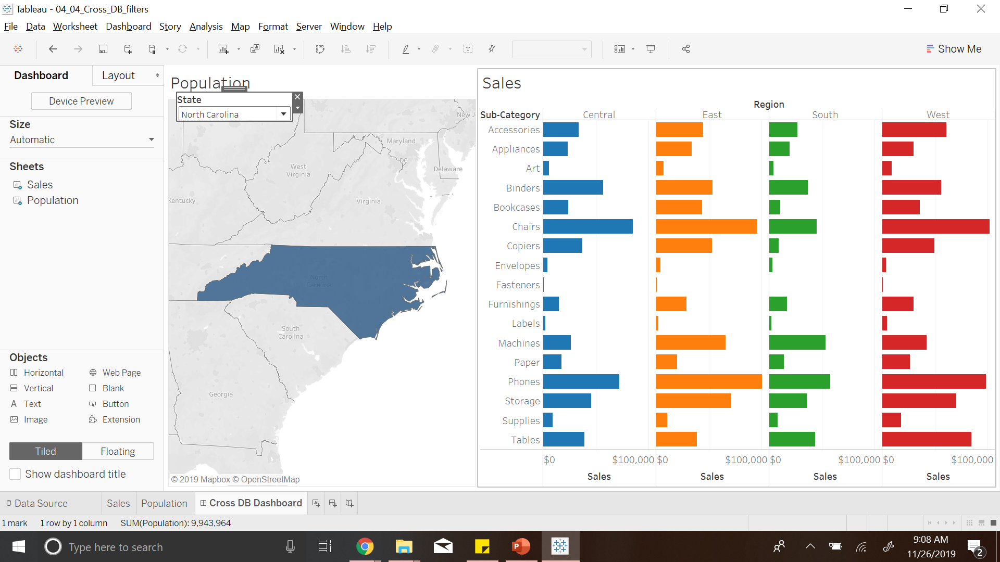 Tableau - 04_04_Cross_DB_filters
File Data Worksheet Dashboard Story Analysis Map Format Server Window Help
Show Me
Dashboard Layout
Device Preview
Size
Automatic
Sheets
Sales
Population
Objects
Horizontal Web Page
Vertical Blank
A Text Button
Image Extension
Tiled Floating
Show dashboard title
Population
State
North Carolina
New J
Maryland
DC
West
Virginia
Delaware
Kentucky
Virginia
North
Carolina
South
Carolina
Georgia
© 2019 Mapbox © OpenStreetMap
Sales
Region
Sub-Category Central East South West
Accessories
Appliances
Art
Binders
Bookcases
Chairs
Copiers
Envelopes
Fasteners
Furnishings
Labels
Machines
Paper
Phones
Storage
Supplies
Tables
$0 $100,000 $0 $100,000 $0 $100,000 $0 $100,000
Sales Sales Sales Sales
Data Source Sales Population Cross DB Dashboard
1 mark 1 row by 1 column SUM(Population): 9,943,964
Type here to search
P
9:08 AM
11/26/2019
2